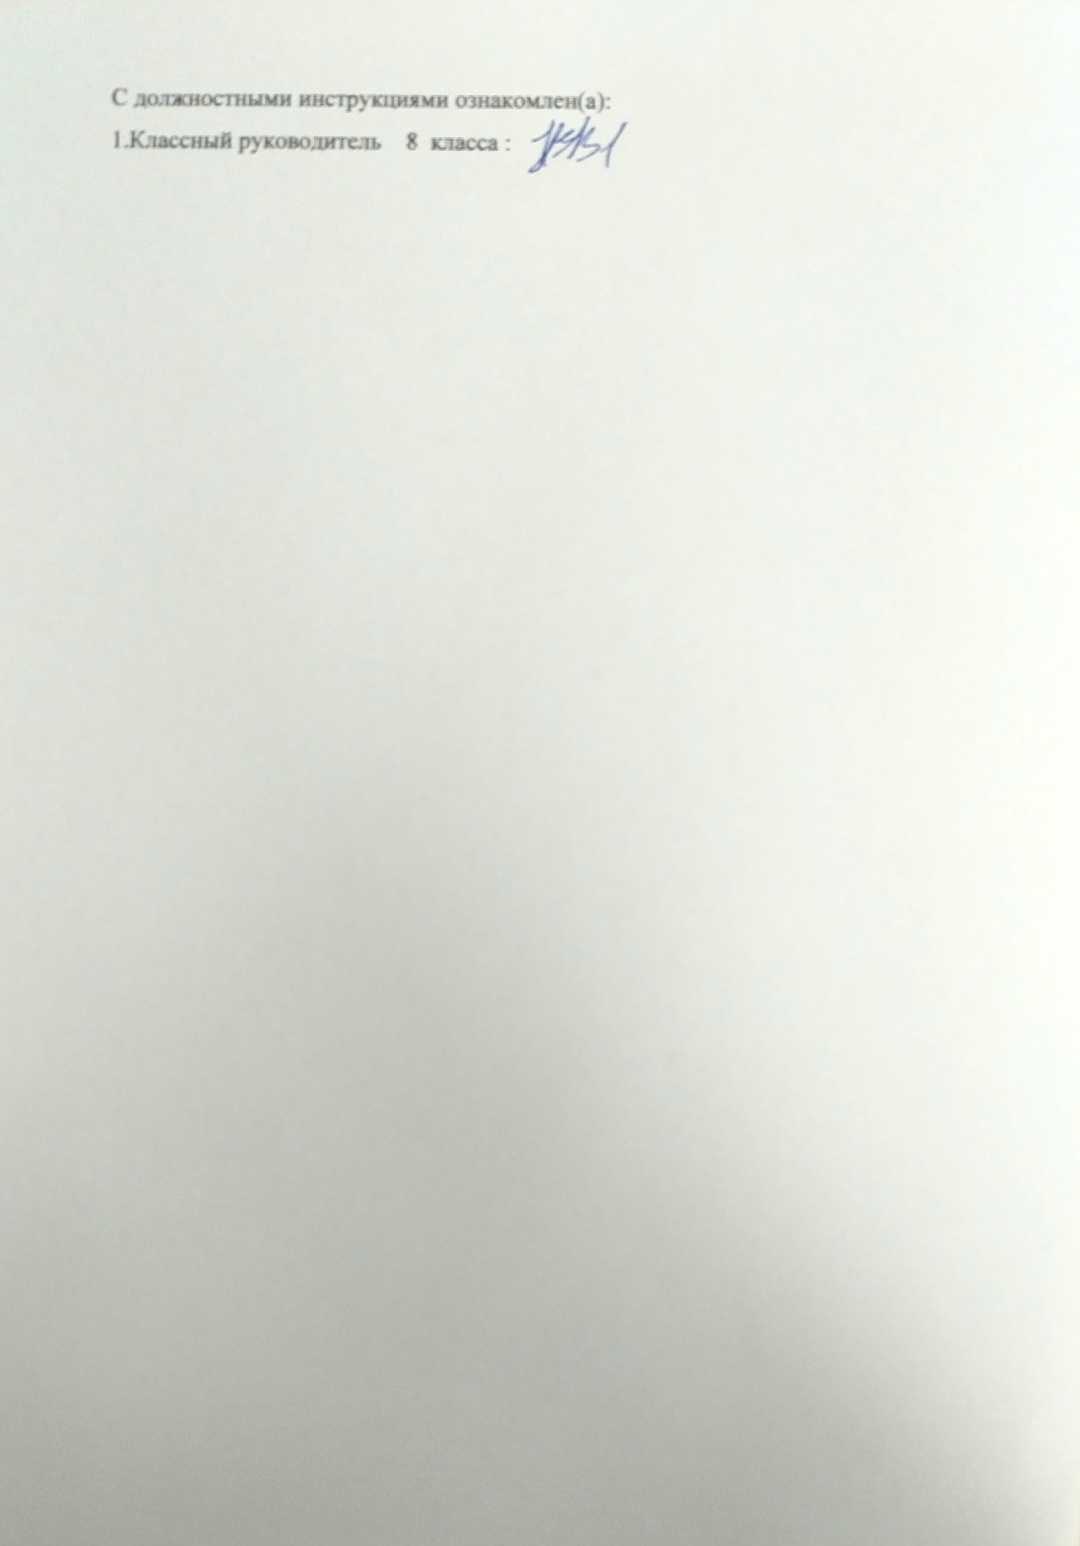 С должностными инструкциями ознакомлен(а):
1.Классный руководитель 8 класса :